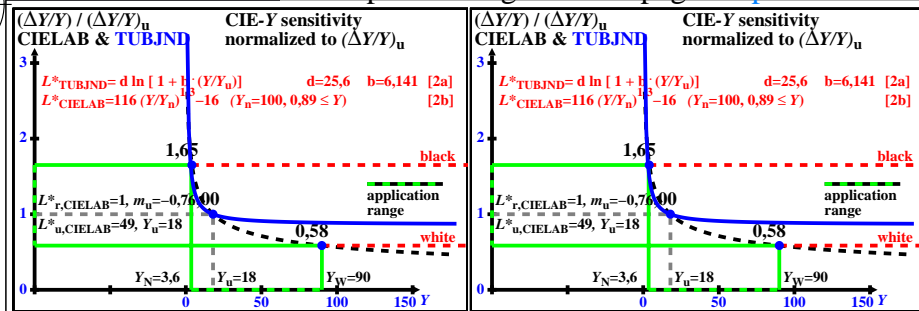 (ΔY/Y) / (ΔY/Y)u
CIE-Y sensitivity
CIELAB & TUBJND
normalized to (ΔY/Y)u
3
L*TUBJND= d ln [ 1 + b·(Y/Yu)] d=25,6 b=6,141 [2a]
L*CIELAB=116 (Y/Yn)1/3−16 (Yn=100, 0,89 ≤ Y) [2b]
2
1,65
black
L*r,CIELAB=1, mu=−0,76
,00
application
range
1
L*u,CIELAB=49, Yu=18
0,58
white
YN=3,6 Yu=18 YW=90
0
0 50 100 150 Y
(ΔY/Y) / (ΔY/Y)u
CIE-Y sensitivity
CIELAB & TUBJND
normalized to (ΔY/Y)u
3
L*TUBJND= d ln [ 1 + b·(Y/Yu)] d=25,6 b=6,141 [2a]
L*CIELAB=116 (Y/Yn)1/3−16 (Yn=100, 0,89 ≤ Y) [2b]
2
1,65
black
L*r,CIELAB=1, mu=−0,76
,00
application
range
1
L*u,CIELAB=49, Yu=18
0,58
white
YN=3,6 Yu=18 YW=90
0
0 50 100 150 Y